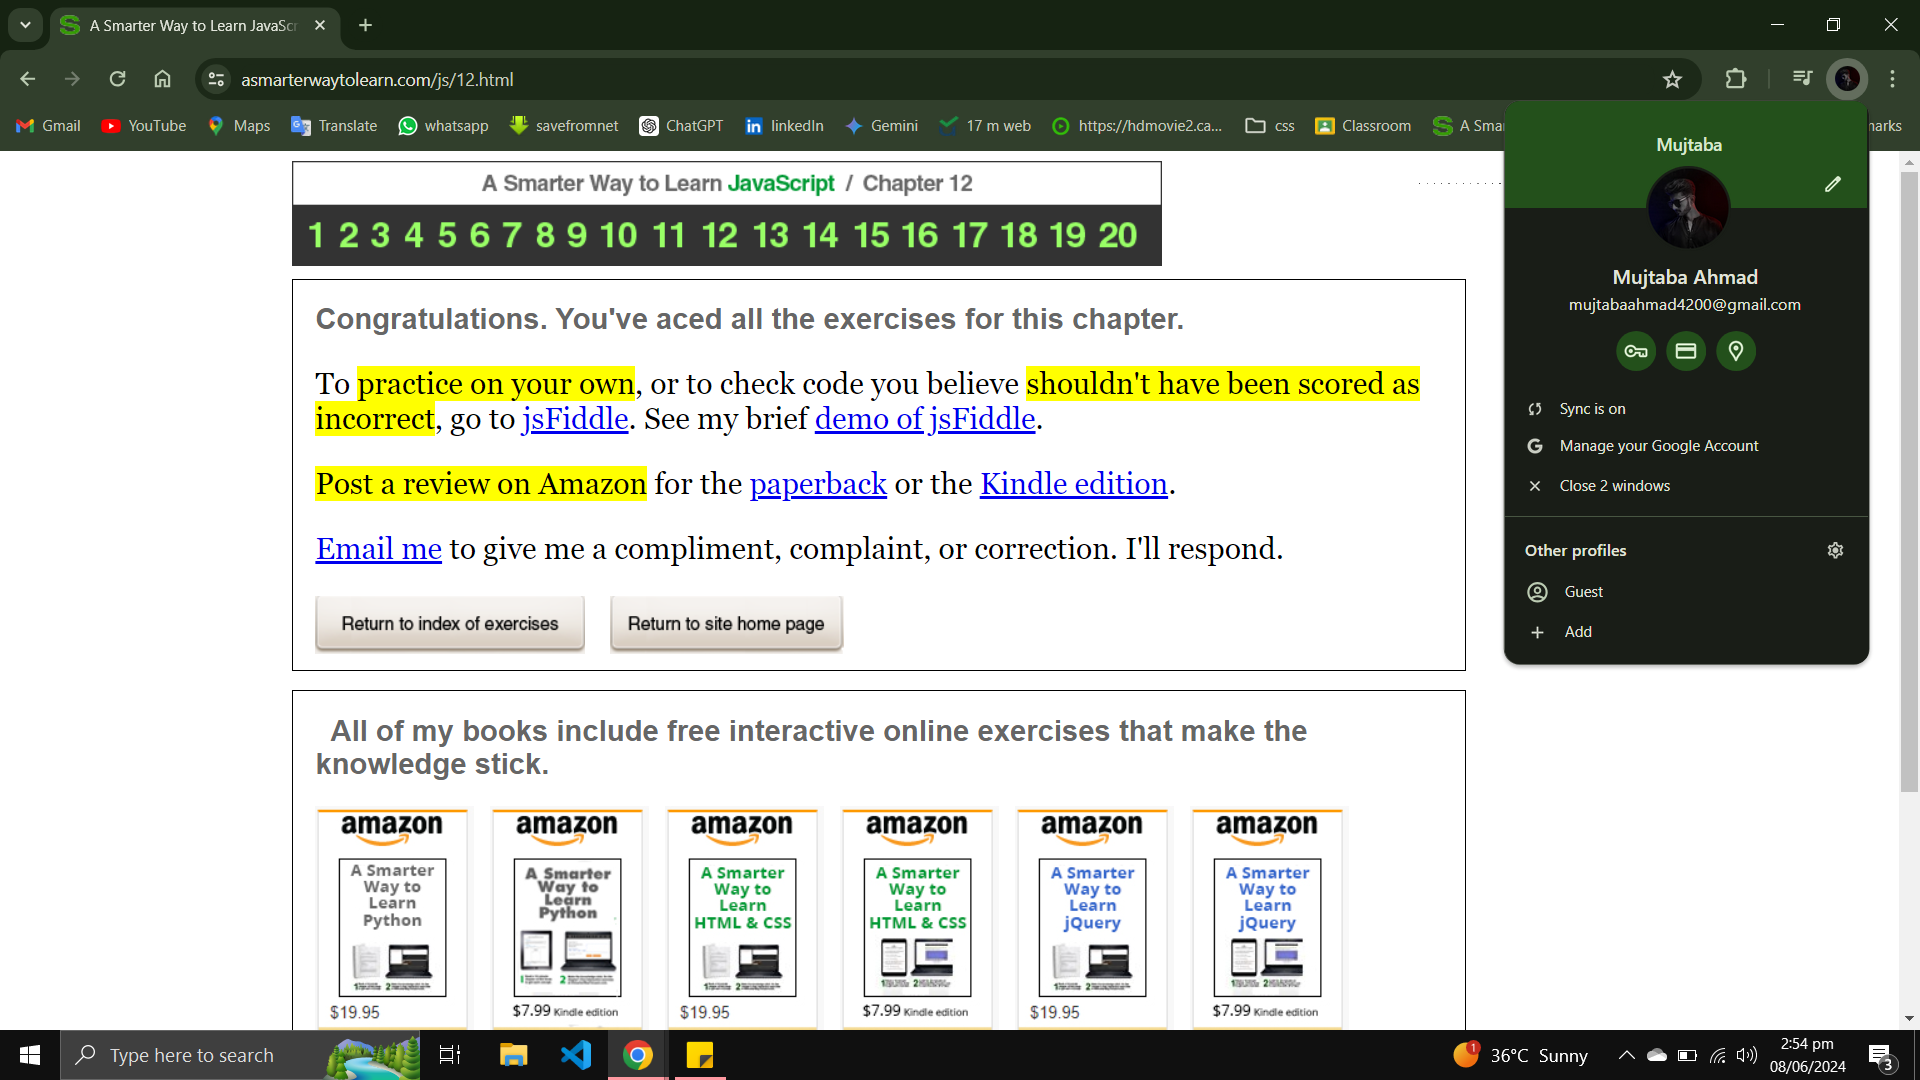 A Smarter Way to Learn JavaScr
asmarterwaytolearn.com/js/12.html
Gmail YouTube Maps Translate whatsapp savefromnet ChatGPT linkedIn Gemini 17 m web https://hdmovie2.ca... css Classroom A Smar
narks
A Smarter Way to Learn JavaScript / Chapter 12
1 2 3 4 5 6 7 8 9 10 11 12 13 14 15 16 17 18 19 20
Congratulations. You've aced all the exercises for this chapter.
To practice on your own, or to check code you believe shouldn't have been scored as
incorrect, go to jsFiddle. See my brief demo of jsFiddle.
Post a review on Amazon for the paperback or the Kindle edition.
Email me to give me a compliment, complaint, or correction. I'll respond.
Return to index of exercises Return to site home page
Mujtaba
Mujtaba Ahmad
mujtabaahmad4200@gmail.com
Sync is on
Manage your Google Account
Close 2 windows
Other profiles
Guest
Add
All of my books include free interactive online exercises that make the
knowledge stick.
amazon
A Smarter
Way to
Learn
Python
$19.95
amazon
A Smarter
Way to
Learn
Python
$7.99 Kindle edition
amazon
A Smarter
Way to
Learn
HTML & CSS
$19.95
amazon
A Smarter
Way to
Learn
HTML & CSS
$7.99 Kindle edition
amazon
A Smarter
Way to
Learn
jQuery
$19.95
amazon
A Smarter
Way to
Learn
jQuery
$7.99 Kindle edition
Type here to search
1
36°C Sunny
2:54 pm
08/06/2024
3